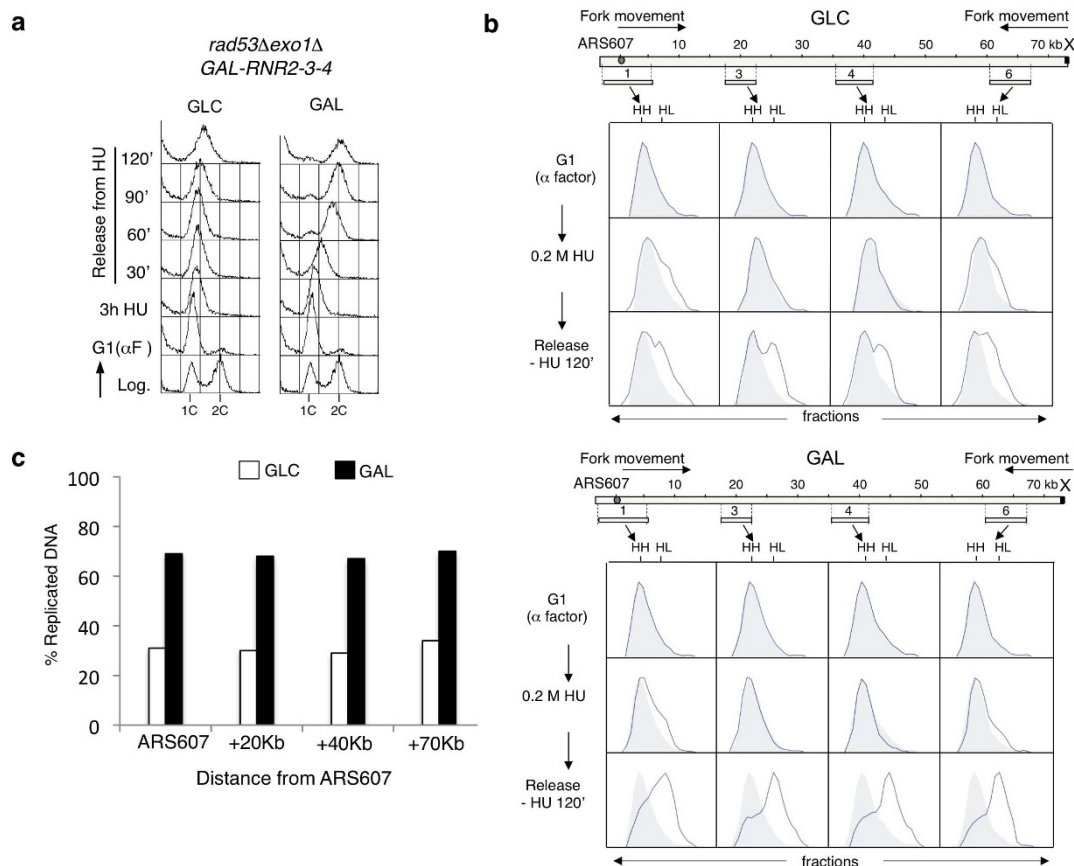 a
rad53Δexo1Δ
GAL-RNR2-3-4
GLC GAL
Release from HU
120'
90'
60'
30'
3h HU
G1(αF)
Log.
1C 2C 1C 2C
b
Fork movement GLC Fork movement
ARS607 10 20 30 40 50 60 70 kb X
1 3 4 6
HH HL HH HL HH HL HH HL
G1
(α factor)
0.2 M HU
Release
- HU 120'
fractions
Fork movement GAL Fork movement
ARS607 10 20 30 40 50 60 70 kb X
1 3 4 6
HH HL HH HL HH HL HH HL
G1
(α factor)
0.2 M HU
Release
- HU 120'
fractions
c
GLC GAL
% Replicated DNA
100
80
60
40
20
0
ARS607 +20Kb +40Kb +70Kb
Distance from ARS607